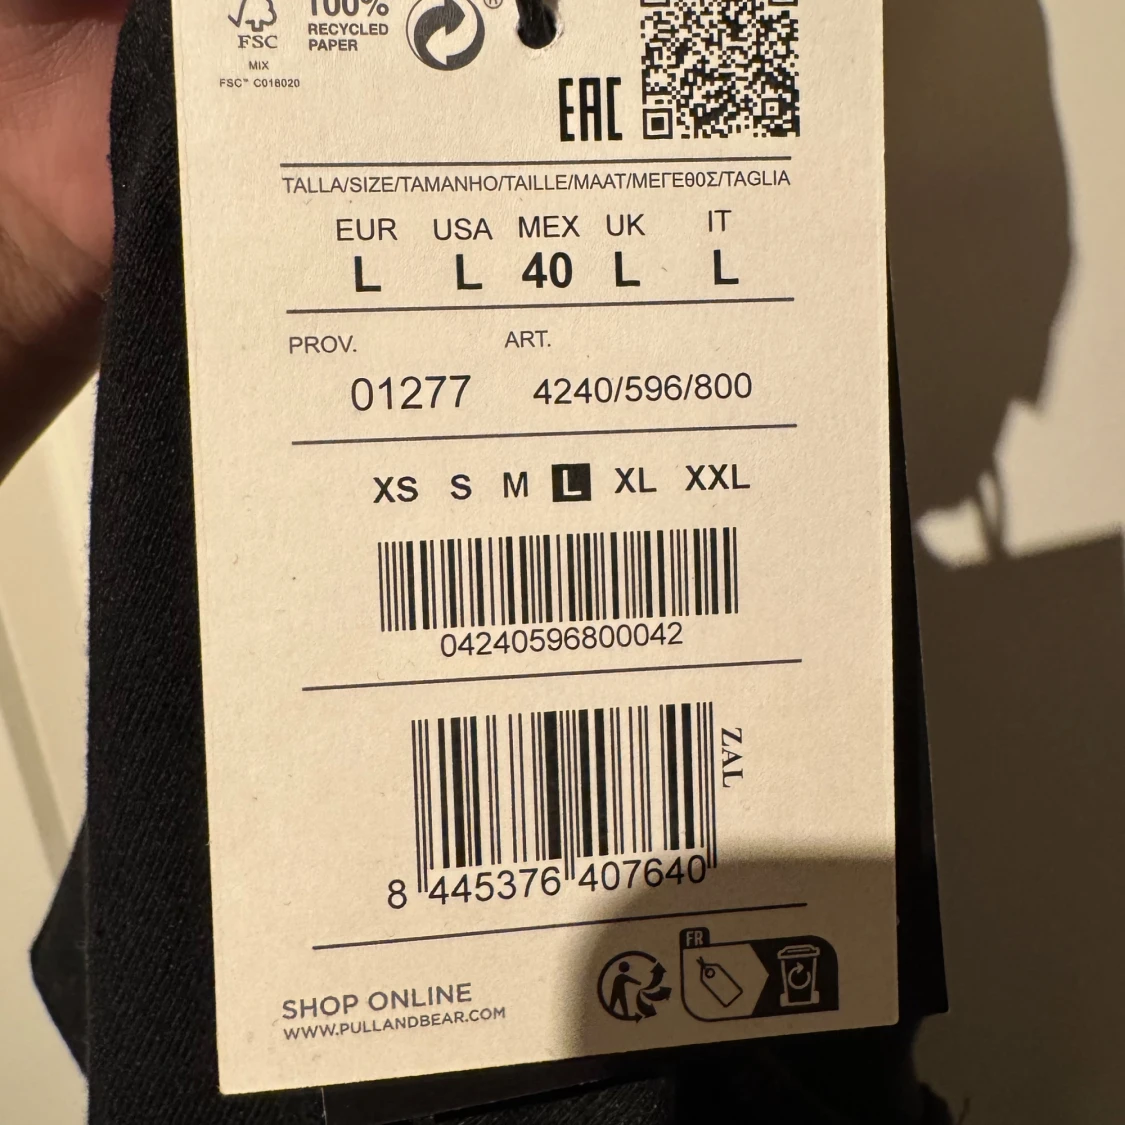 100%
FSC
RECYCLED
PAPER
®
MIX
FSC™ C018020
EAC
TALLA/SIZE/TAMANHO/TAILLE/MAAT/ΜΕΓΕθ0Σ/TAGLIA
EUR USA MEX UK IT
L L 40 L L
PROV. ART.
01277 4240/596/800
XS S M L XL XXL
04240596800042
ZAL
8 445376 407640
FR
SHOP ONLINE
WWW.PULLANDBEAR.COM